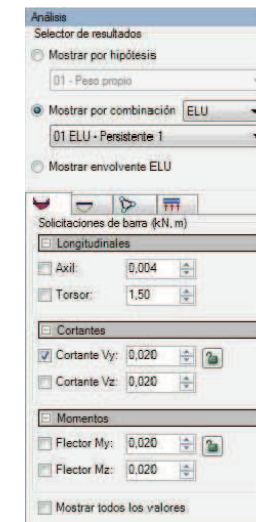 Análisis
Selector de resultados
Mostrar por hipótesis
01 - Peso propio
Mostrar por combinación ELU
01 ELU - Persistente 1
Mostrar envolvente ELU
Solicitaciones de barra (kN, m)
Longitudinales
Axil: 0,004
Torsor: 1,50
Cortantes
Cortante Vy: 0,020
Cortante Vz: 0,020
Momentos
Flector My: 0,020
Flector Mz: 0,020
Mostrar todos los valores